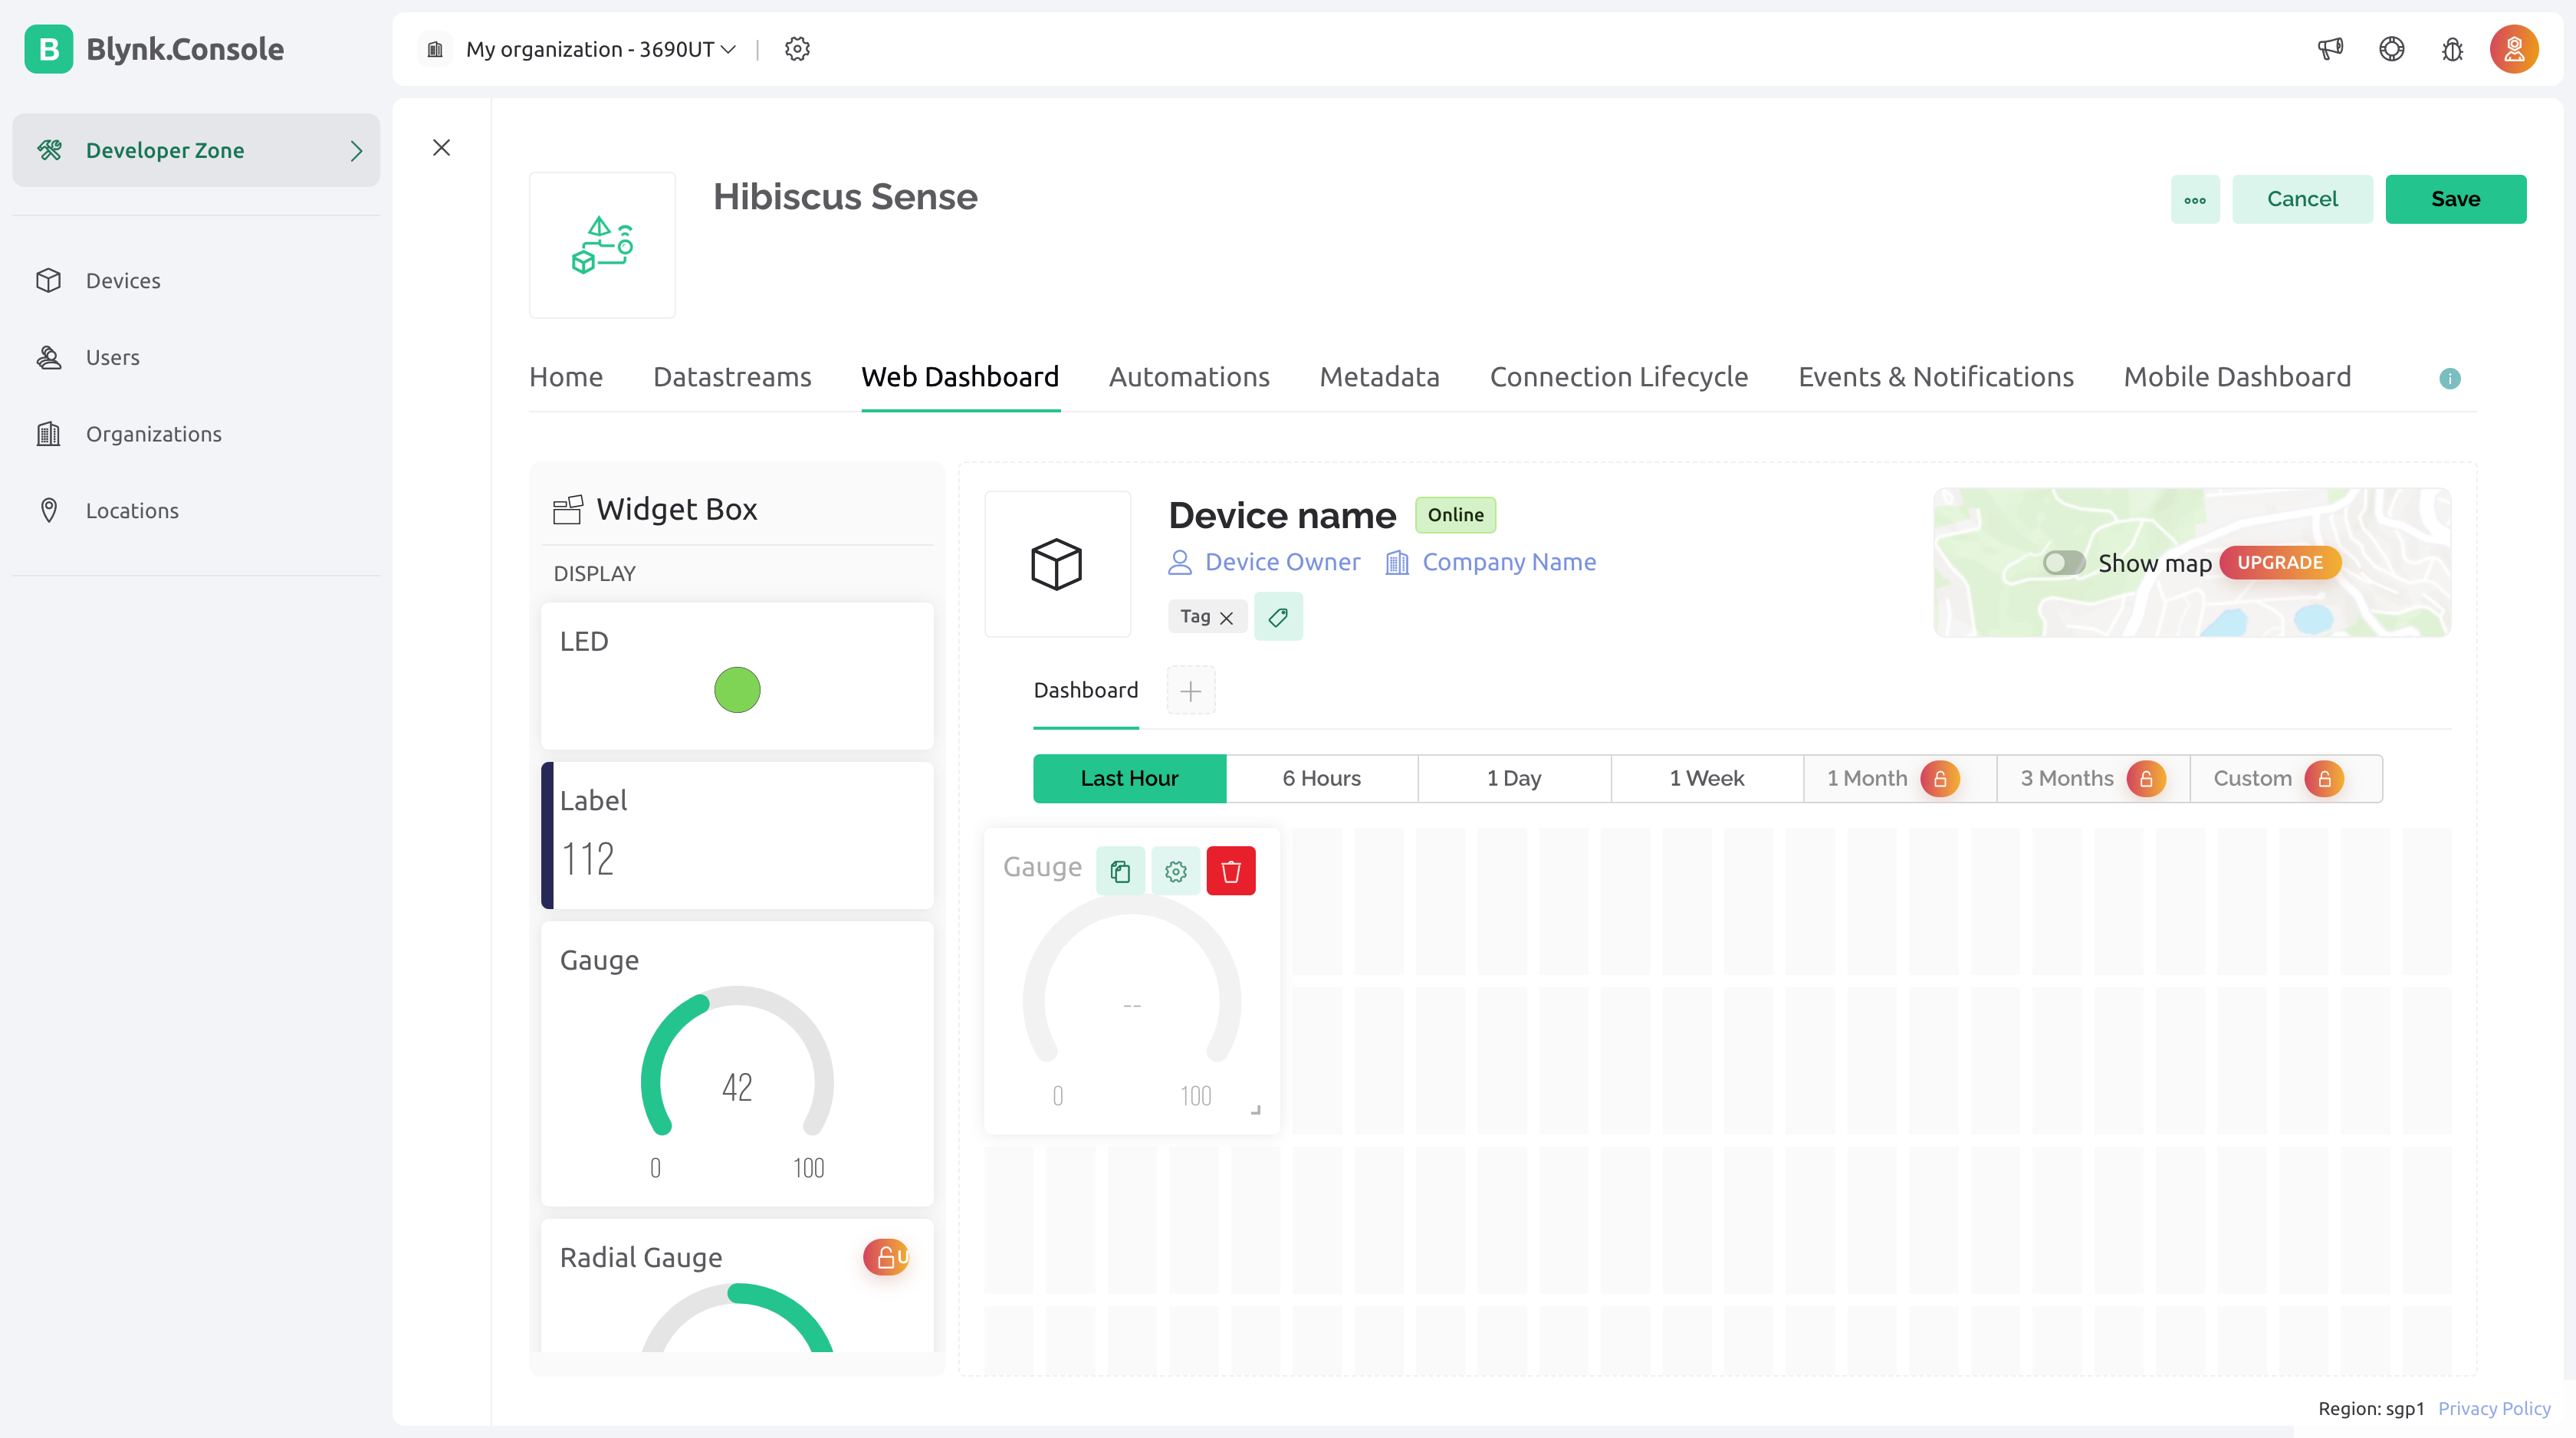 B Blynk.Console
My organization - 3690UT
Developer Zone
Devices
Users
Organizations
Locations
Hibiscus Sense
Cancel
Save
Home
Datastreams
Web Dashboard
Automations
Metadata
Connection Lifecycle
Events & Notifications
Mobile Dashboard
Widget Box
DISPLAY
LED
Label
112
Gauge
42
0
100
Radial Gauge
U
Device name
Online
Device Owner
Company Name
Tag
Show map
UPGRADE
Dashboard
Last Hour
6 Hours
1 Day
1 Week
1 Month
3 Months
Custom
Gauge
--
0
100
Region: sgp1
Privacy Policy